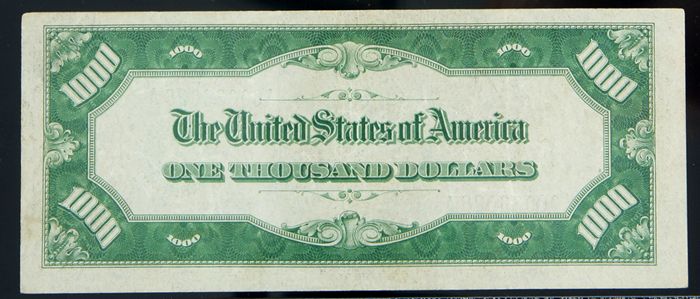 1000 1000 1000 1000
The United States of America
ONE THOUSAND DOLLARS
1000 1000 1000 1000